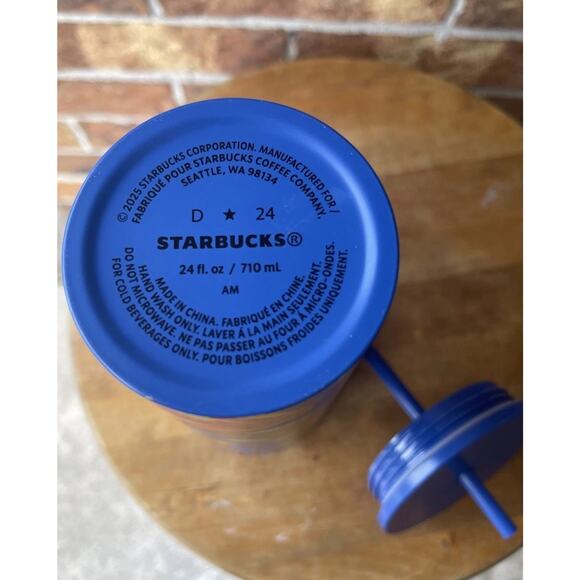 © 2025 STARBUCKS CORPORATION. MANUFACTURED FOR /
FABRIQUÉ POUR STARBUCKS COFFEE COMPANY.
SEATTLE, WA 98134
D ★ 24
STARBUCKS®
24 fl. oz / 710 mL
AM
MADE IN CHINA. FABRIQUÉ EN CHINE.
HAND WASH ONLY. LAVER Á LA MAIN SEULEMENT.
DO NOT MICROWAVE. NE PAS PASSER AU FOUR Á MICRO-ONDES.
FOR COLD BEVERAGES ONLY. POUR BOISSONS FROIDES UNIQUEMENT.